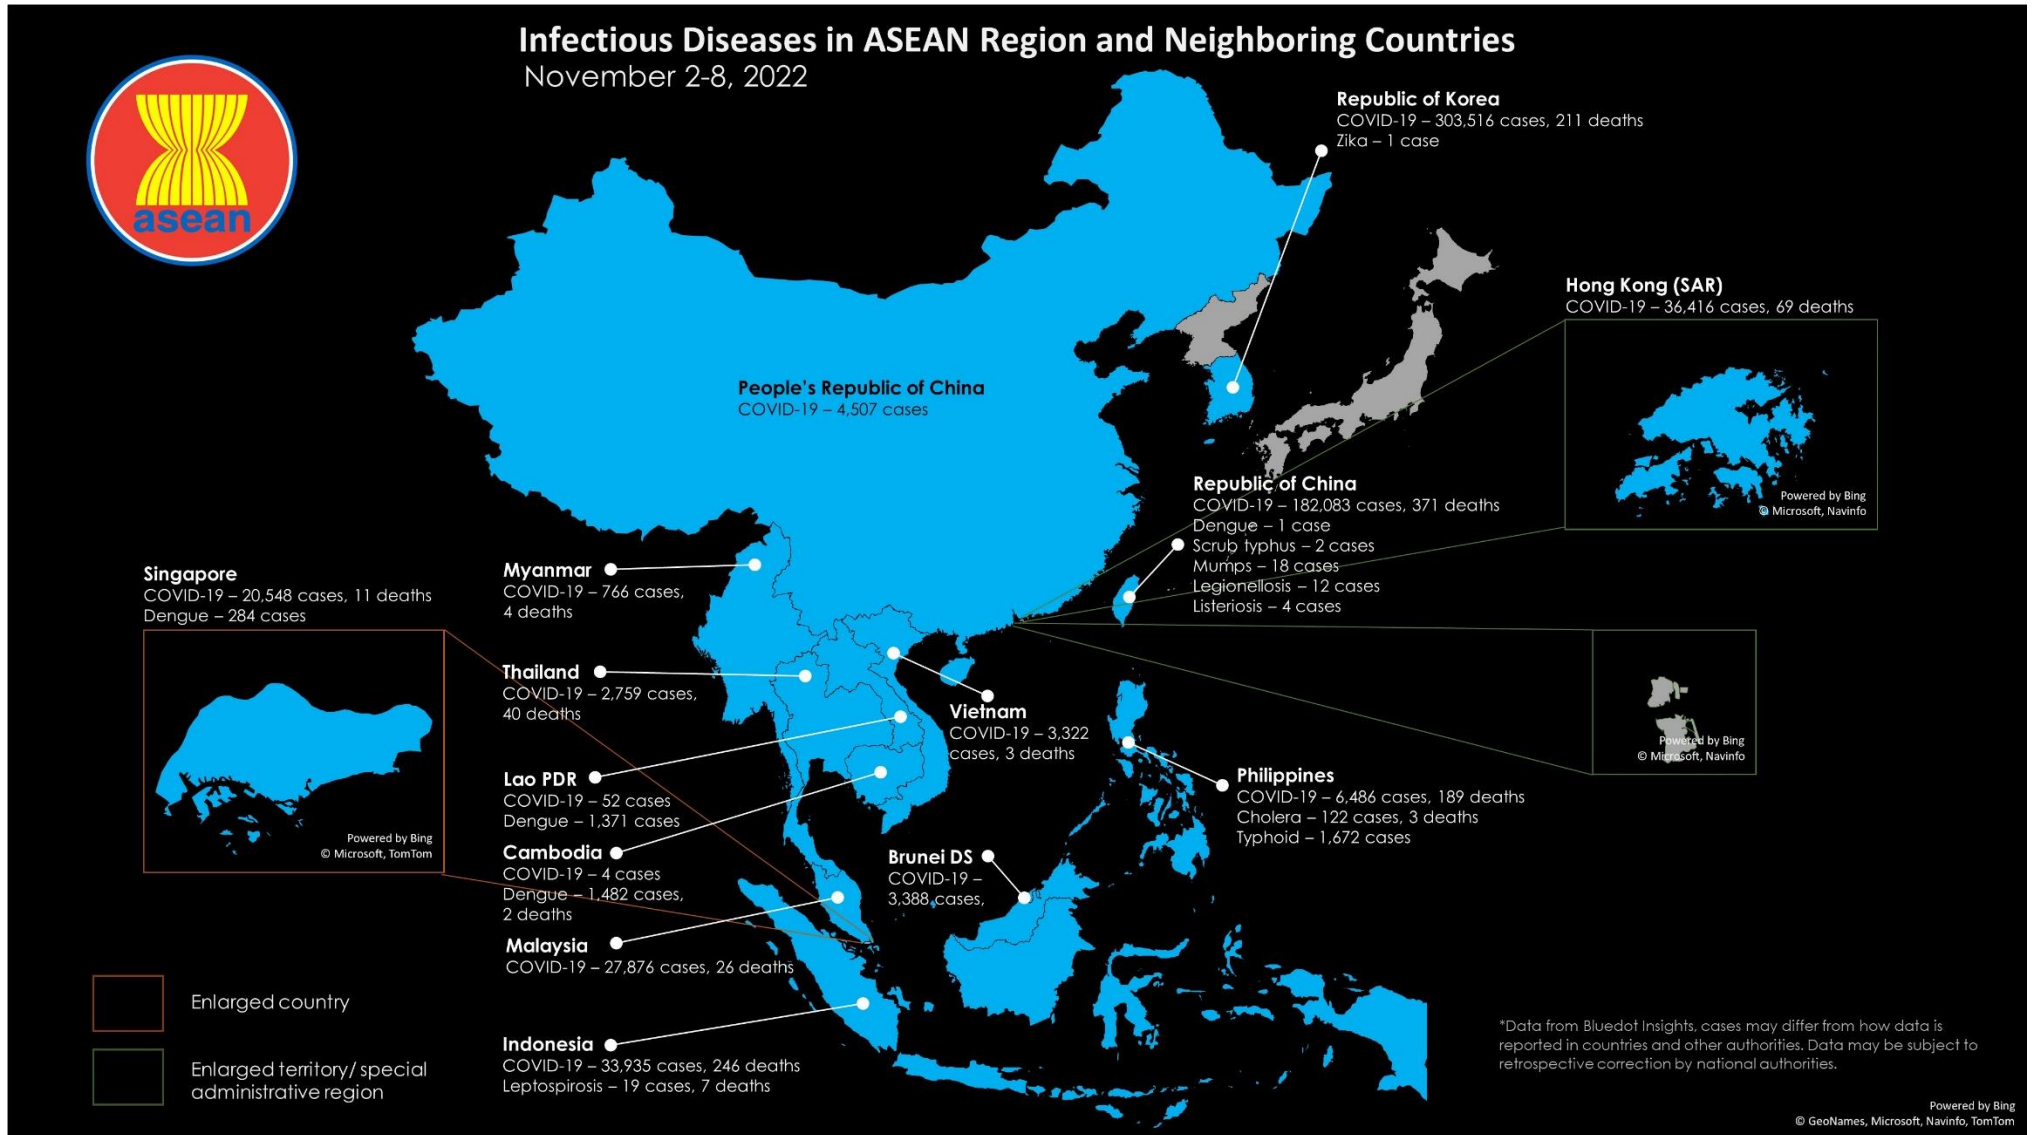 Infectious Diseases in ASEAN Region and Neighboring Countries
November 2-8, 2022
asean
Republic of Korea
COVID-19 – 303,516 cases, 211 deaths
Zika – 1 case
Hong Kong (SAR)
COVID-19 – 36,416 cases, 69 deaths
Powered by Bing
© Microsoft, Navinfo
People's Republic of China
COVID-19 – 4,507 cases
Republic of China
COVID-19 – 182,083 cases, 371 deaths
Dengue – 1 case
Scrub typhus – 2 cases
Mumps – 18 cases
Legionellosis – 12 cases
Listeriosis – 4 cases
Singapore
COVID-19 – 20,548 cases, 11 deaths
Dengue – 284 cases
Powered by Bing
© Microsoft, TomTom
Myanmar
COVID-19 – 766 cases,
4 deaths
Thailand
COVID-19 – 2,759 cases,
40 deaths
Vietnam
COVID-19 – 3,322
cases, 3 deaths
Powered by Bing
© Microsoft, Navinfo
Lao PDR
COVID-19 – 52 cases
Dengue – 1,371 cases
Philippines
COVID-19 – 6,486 cases, 189 deaths
Cholera – 122 cases, 3 deaths
Typhoid – 1,672 cases
Cambodia
COVID-19 – 4 cases
Dengue – 1,482 cases,
2 deaths
Brunei DS
COVID-19 –
3,388 cases,
Malaysia
COVID-19 – 27,876 cases, 26 deaths
Indonesia
COVID-19 – 33,935 cases, 246 deaths
Leptospirosis – 19 cases, 7 deaths
Enlarged country
Enlarged territory/ special
administrative region
*Data from Bluedot Insights, cases may differ from how data is
reported in countries and other authorities. Data may be subject to
retrospective correction by national authorities.
Powered by Bing
© GeoNames, Microsoft, Navinfo, TomTom